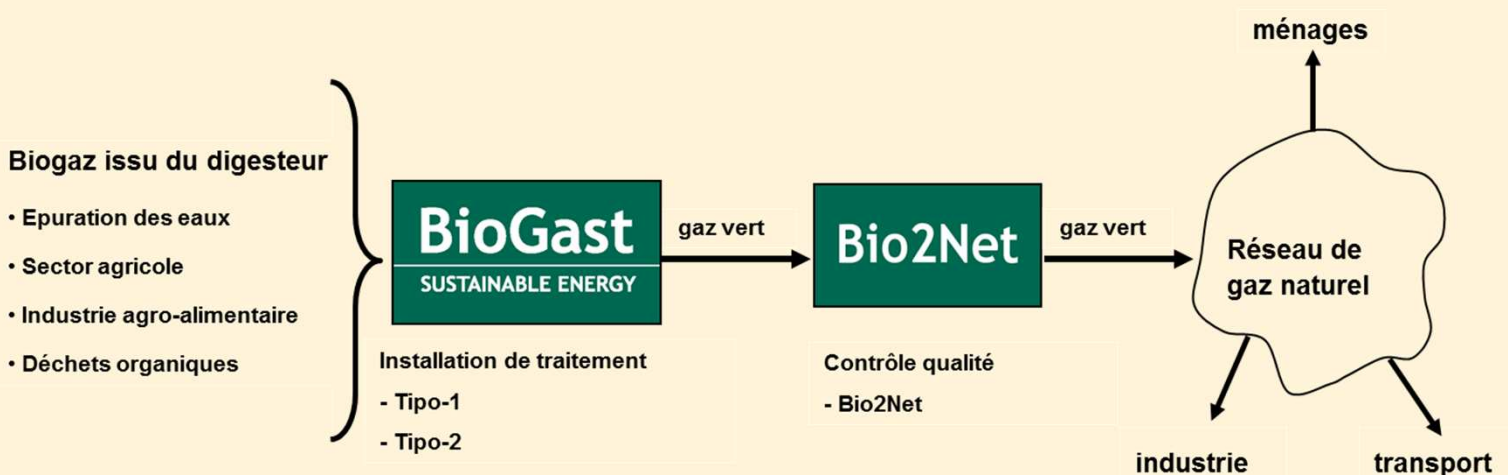 Biogaz issu du digesteur
• Epuration des eaux
• Sector agricole
• Industrie agro-alimentaire
• Déchets organiques
BioGast
SUSTAINABLE ENERGY
Installation de traitement
- Tipo-1
- Tipo-2
gaz vert
Bio2Net
Contrôle qualité
- Bio2Net
gaz vert
ménages
Réseau de
gaz naturel
industrie
transport